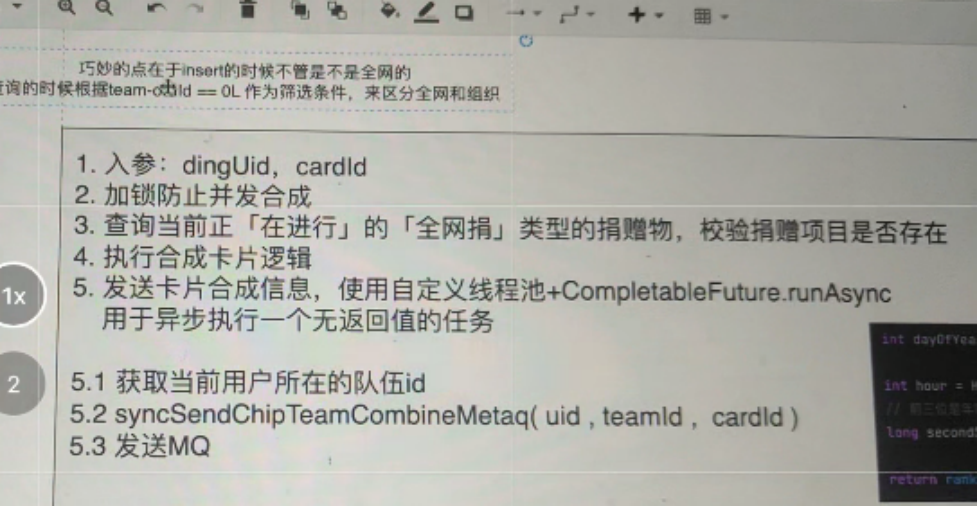 巧妙的点在于insert的时候不管是不是全网的
查询的时候根据team- == 0L 作为筛选条件，来区分全网和组织
1. 入参：dingUid，cardId
2. 加锁防止并发合成
3. 查询当前正「在进行」的「全网捐」类型的捐赠物，校验捐赠项目是否存在
4. 执行合成卡片逻辑
5. 发送卡片合成信息，使用自定义线程池+CompletableFuture.runAsync
用于异步执行一个无返回值的任务
5.1 获取当前用户所在的队伍id
5.2 syncSendChipTeamCombineMetaq( uid , teamId ，cardId )
5.3 发送MQ
1x
2
int dayOfYea
int hour = H
long second
return rank